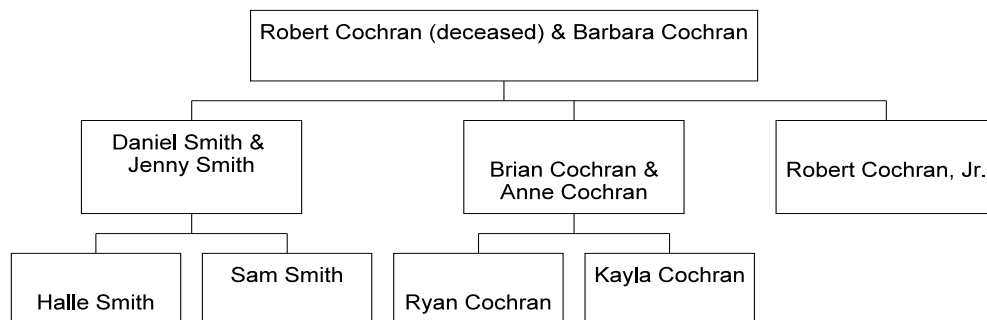 Robert Cochran (deceased) & Barbara Cochran
Daniel Smith &
Jenny Smith
Brian Cochran &
Anne Cochran
Robert Cochran, Jr.
Halle Smith
Sam Smith
Ryan Cochran
Kayla Cochran